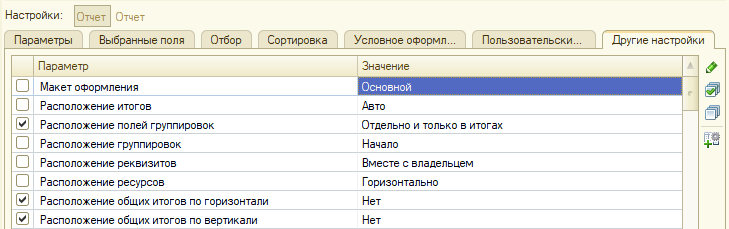 Настройки: Отчет Отчет
Параметры Выбранные поля Отбор Сортировка Условное оформл... Пользовательски... Другие настройки
Параметр Значение
Макет оформления Основной
Расположение итогов Авто
Расположение полей группировок Отдельно и только в итогах
Расположение группировок Начало
Расположение реквизитов Вместе с владельцем
Расположение ресурсов Горизонтально
Расположение общих итогов по горизонтали Нет
Расположение общих итогов по вертикали Нет